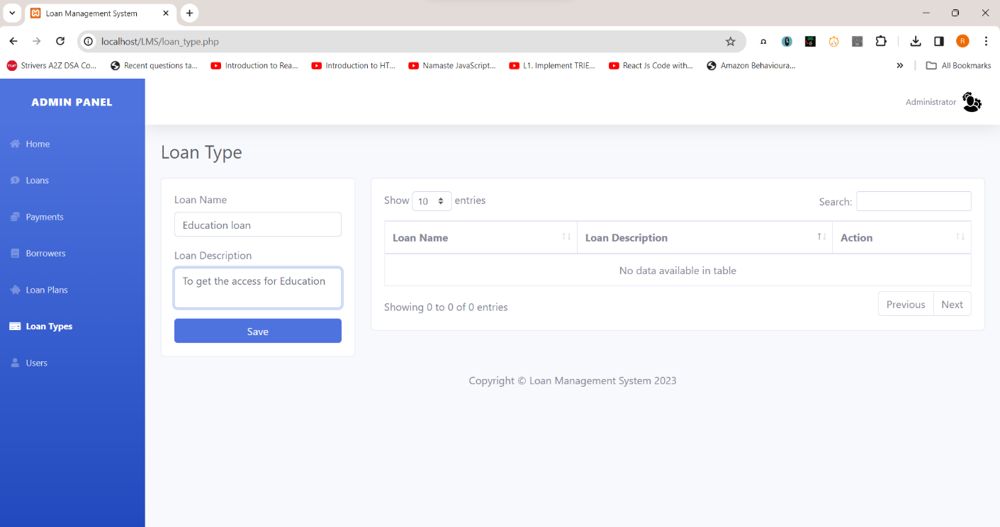 Loan Management System
localhost/LMS/loan_type.php
R
TUF Strivers A2Z DSA Co... Recent questions ta... Introduction to Rea... Introduction to HT... Namaste JavaScript... L1. Implement TRIE... React Js Code with... Amazon Behavioura... » All Bookmarks
ADMIN PANEL
Administrator
Home
Loans
Payments
Borrowers
Loan Plans
Loan Types
Users
Loan Type
Loan Name
Education loan
Loan Description
To get the access for Education
Save
Show 10 entries
Search:
Loan Name Loan Description Action
No data available in table
Showing 0 to 0 of 0 entries
Previous Next
Copyright © Loan Management System 2023